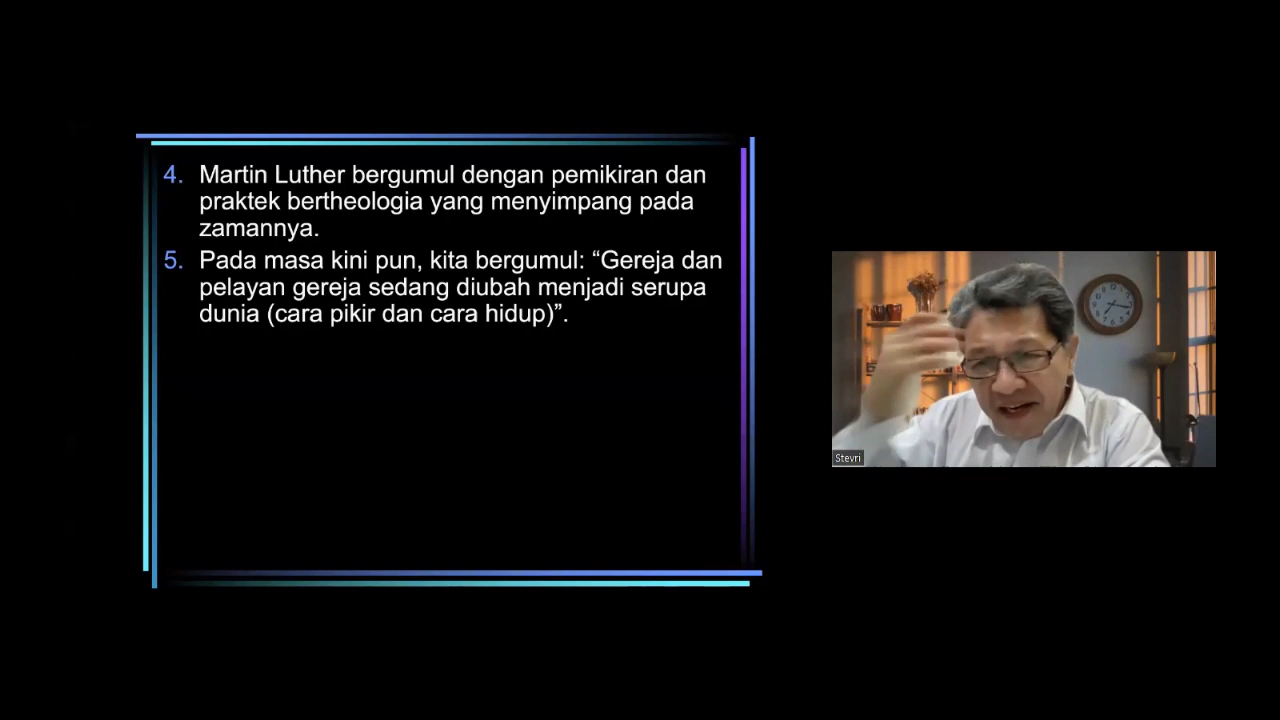 4. Martin Luther bergumul dengan pemikiran dan
praktek bertheologia yang menyimpang pada
zamannya.
5. Pada masa kini pun, kita bergumul: “Gereja dan
pelayan gereja sedang diubah menjadi serupa
dunia (cara pikir dan cara hidup)”.
Stevri